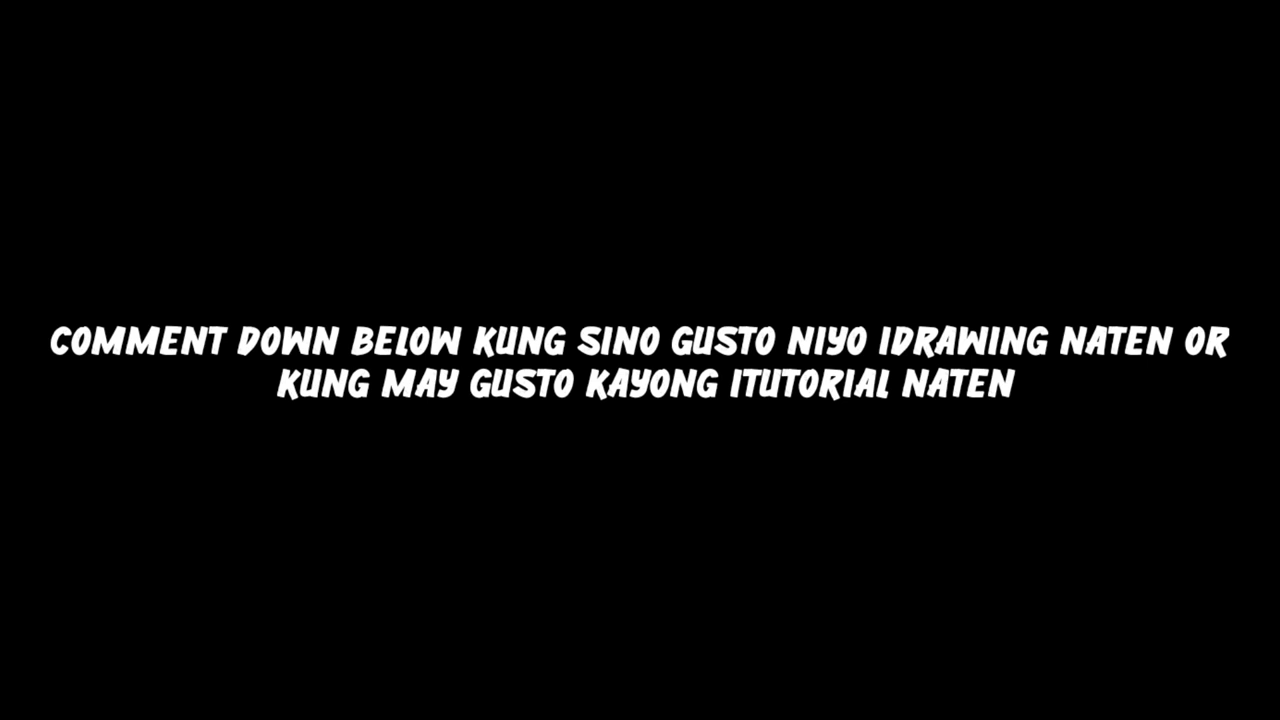 COMMENT DOWN BELOW KUNG SINO GUSTO NIYO IDRAWING NATEN OR
KUNG MAY GUSTO KAYONG ITUTORIAL NATEN